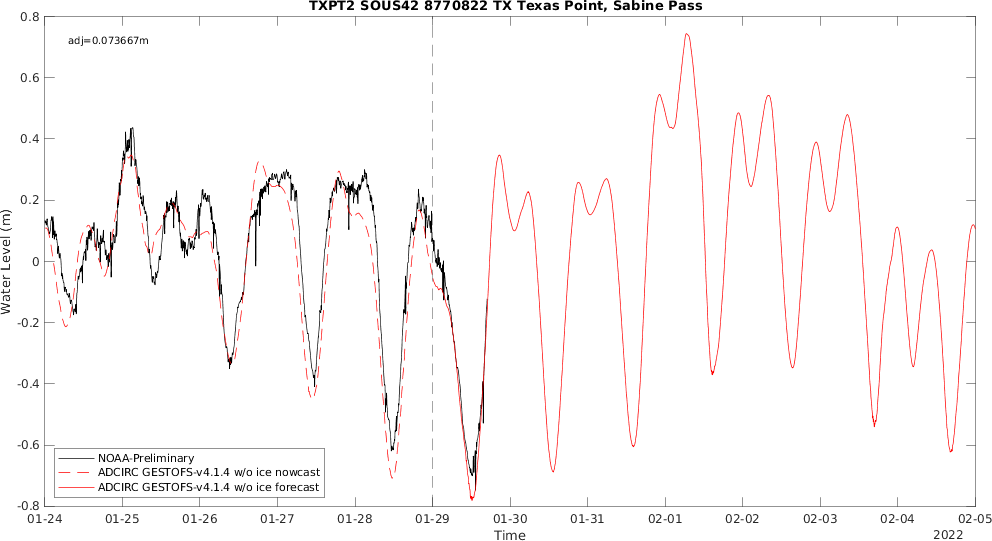 TXPT2 SOUS42 8770822 TX Texas Point, Sabine Pass
adj=0.073667m
0.8
0.6
0.4
0.2
0
-0.2
-0.4
-0.6
-0.8
Water Level (m)
NOAA-Preliminary
ADCIRC GESTOFS-v4.1.4 w/o ice nowcast
ADCIRC GESTOFS-v4.1.4 w/o ice forecast
01-24 01-25 01-26 01-27 01-28 01-29 01-30 01-31 02-01 02-02 02-03 02-04 02-05
Time
2022